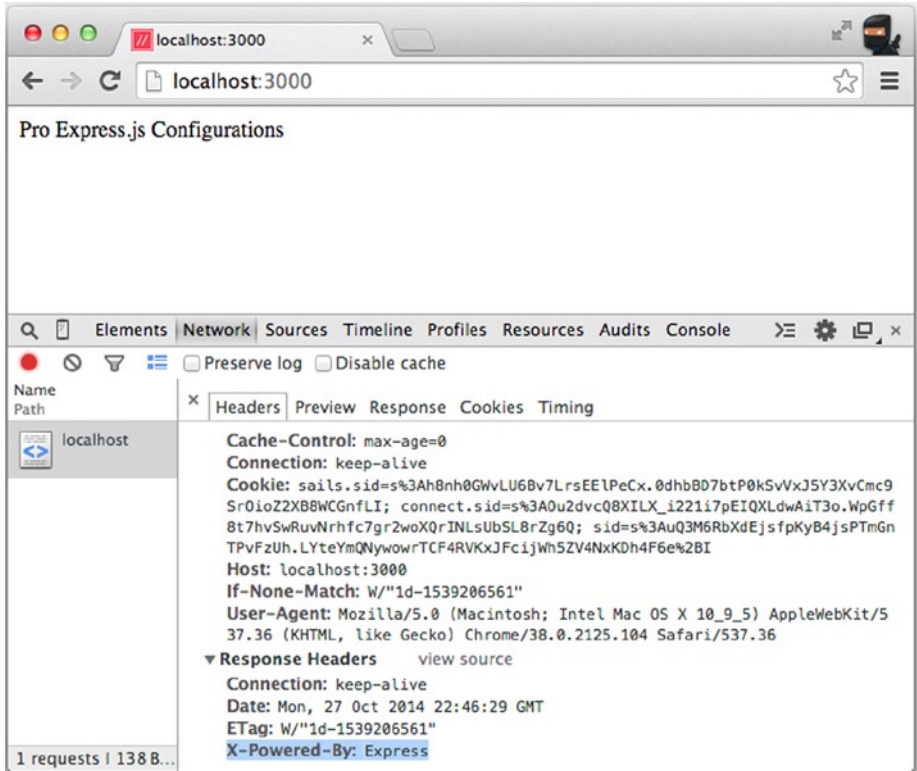 localhost:3000
localhost:3000
Pro Express.js Configurations
Elements Network Sources Timeline Profiles Resources Audits Console
Preserve log Disable cache
Name
Path
Headers Preview Response Cookies Timing
localhost
Cache-Control: max-age=0
Connection: keep-alive
Cookie: sails.sid=s%3Ah8nh0GWvLU6Bv7LrsEElPeCx.0dhbBD7btP0kSvVxJ5Y3XvCmc9
SrOioZ2XB8WCGnfLI; connect.sid=s%3AOu2dvcQ8XILX_i221i7pEIQXLdwAiT3o.WpGff
8t7hvSwRuvNrhfc7gr2woXQrINLsUbSL8rZg6Q; sid=s%3AuQ3M6RbXdEjsfpKyB4jsPTmGn
TPvFzUh.LYteYmQNywowrTCF4RVKxJFcijWh5ZV4NxKDh4F6e%2BI
Host: localhost:3000
If-None-Match: W/"1d-1539206561"
User-Agent: Mozilla/5.0 (Macintosh; Intel Mac OS X 10_9_5) AppleWebKit/5
37.36 (KHTML, like Gecko) Chrome/38.0.2125.104 Safari/537.36
Response Headers view source
Connection: keep-alive
Date: Mon, 27 Oct 2014 22:46:29 GMT
ETag: W/"1d-1539206561"
X-Powered-By: Express
1 requests | 138 B...